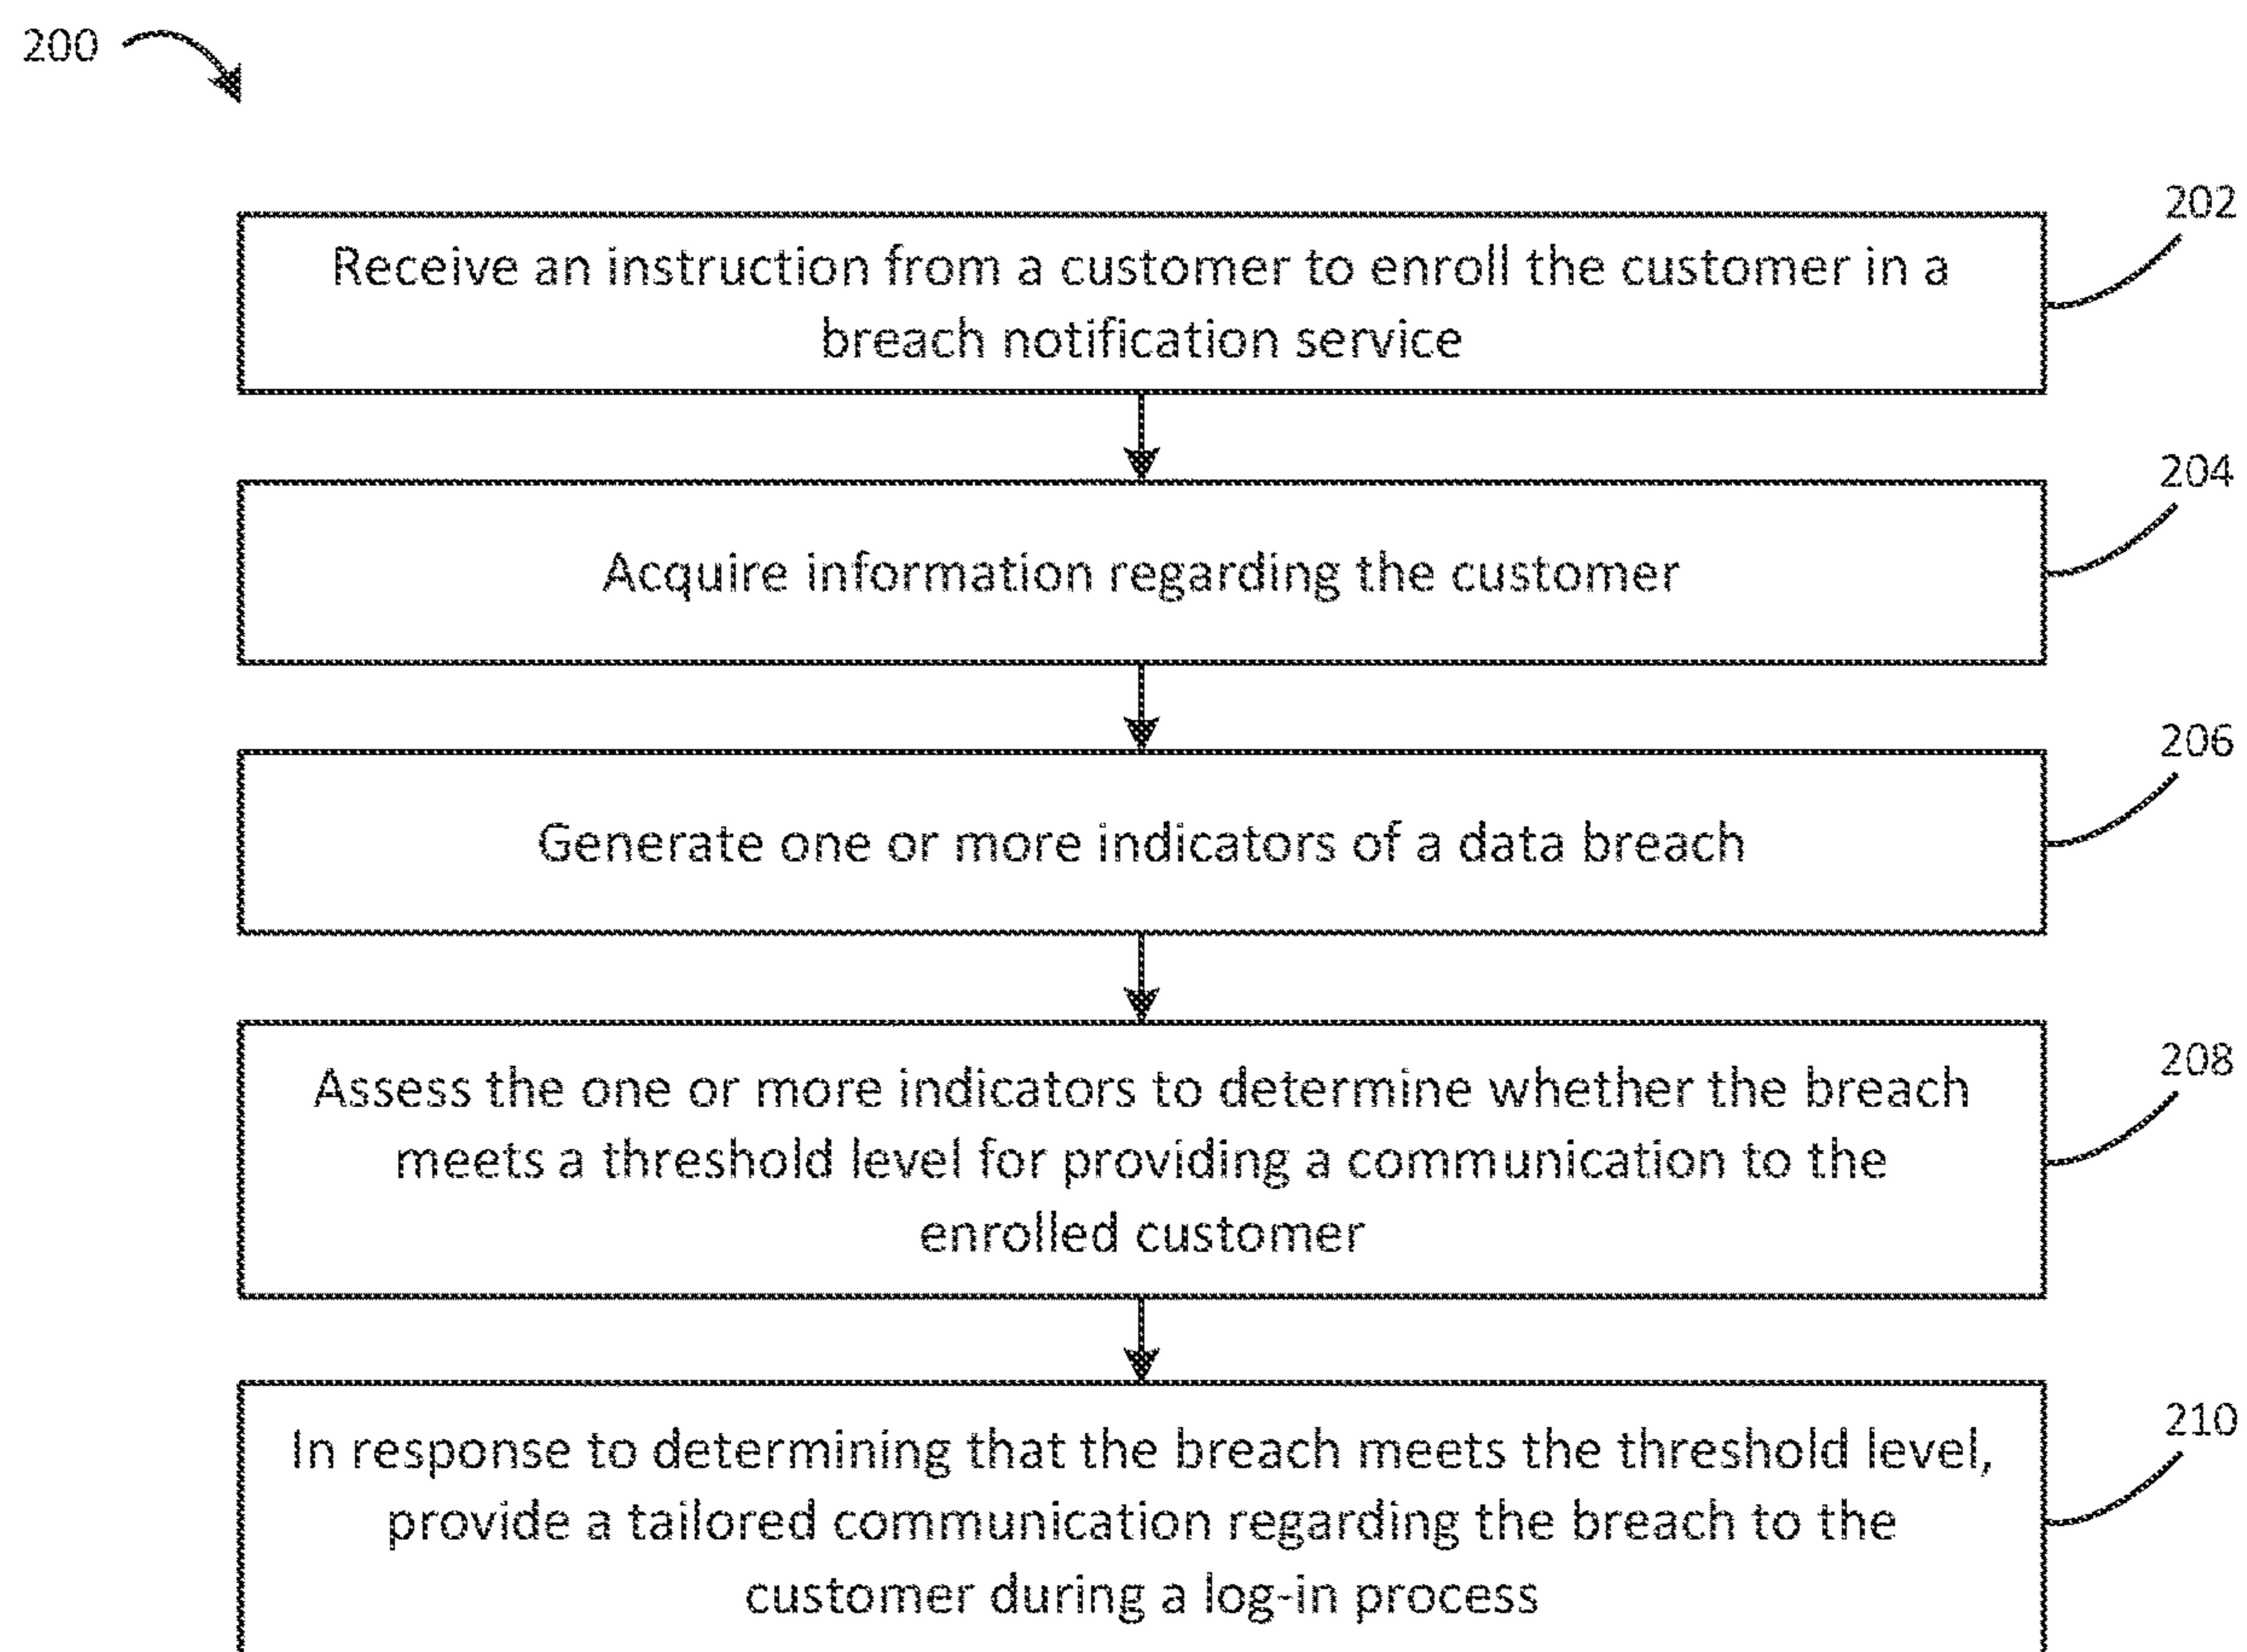 200
202
Receive an instruction from a customer to enroll the customer in a
breach notification service
204
Acquire information regarding the customer
206
Generate one or more indicators of a data breach
208
Assess the one or more indicators to determine whether the breach
meets a threshold level for providing a communication to the
enrolled customer
210
In response to determining that the breach meets the threshold level,
provide a tailored communication regarding the breach to the
customer during a log-in process